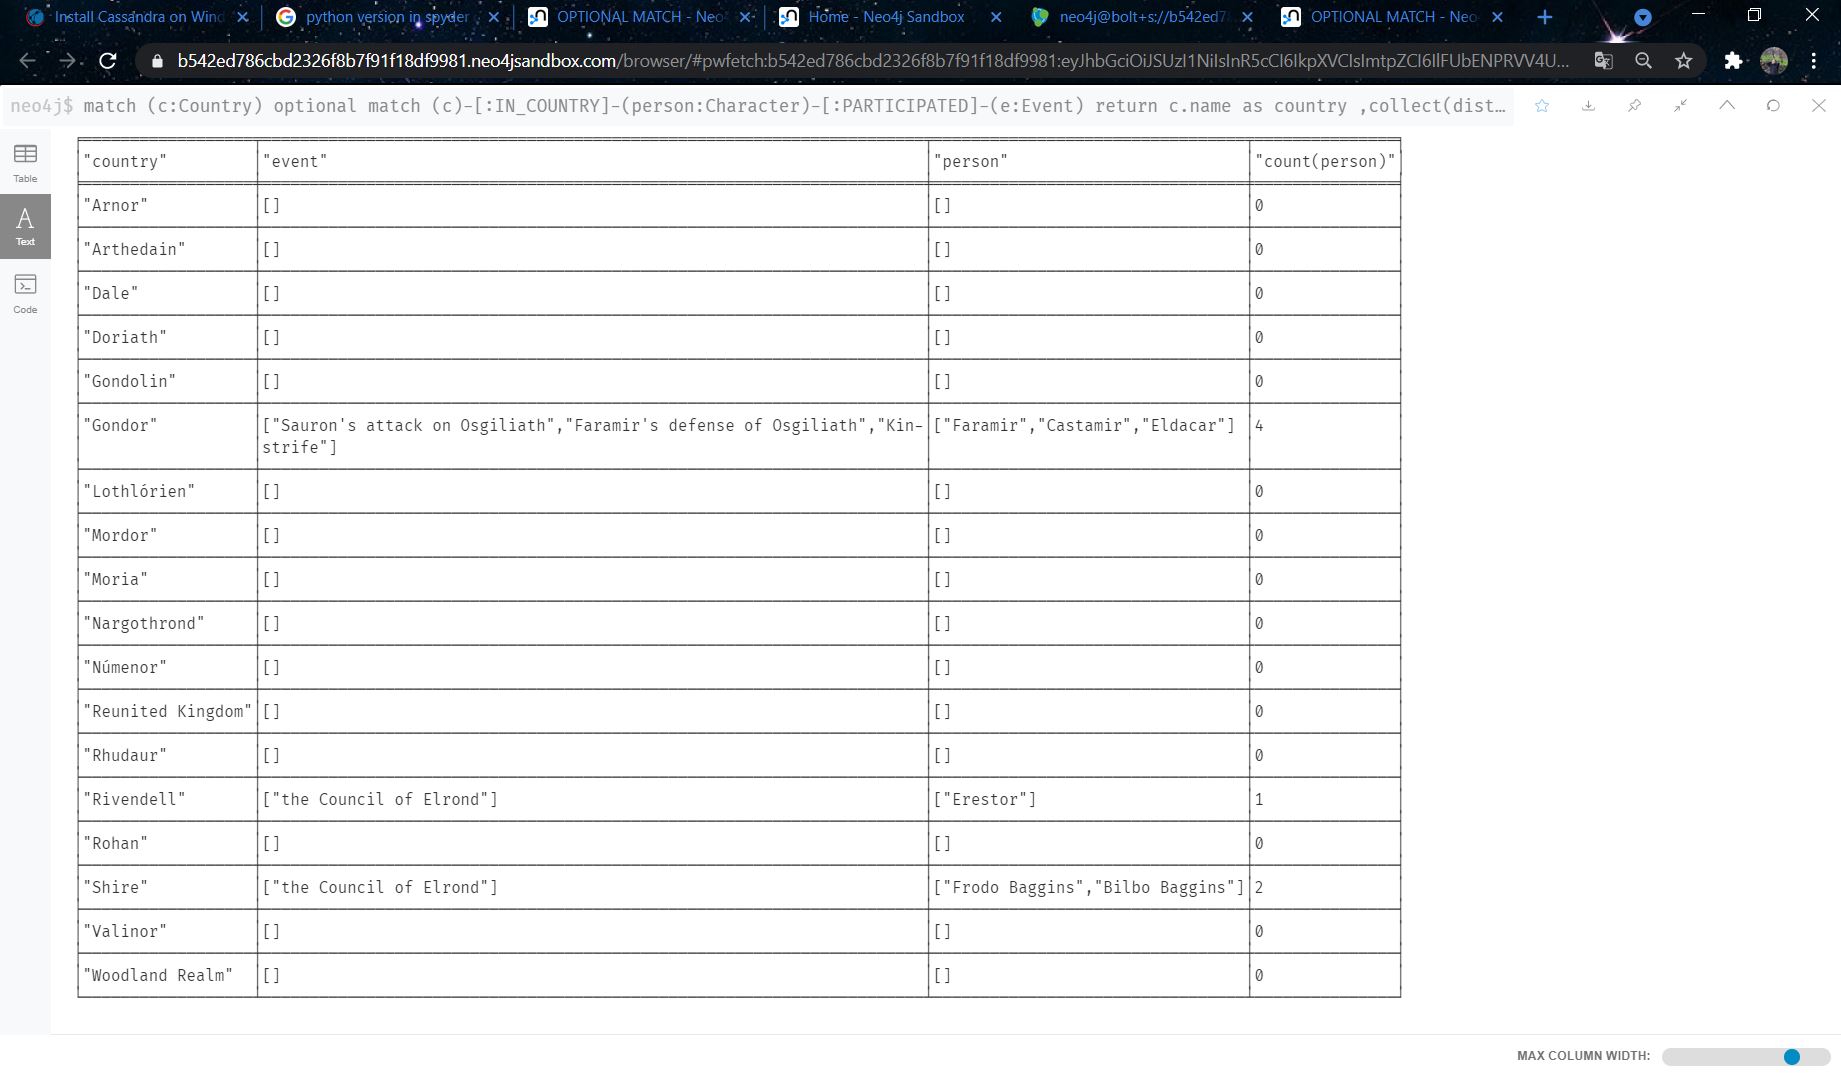 Install Cassandra on Wind
python version in spyder
OPTIONAL MATCH - Neo
Home - Neo4j Sandbox
neo4j@bolt+s://b542ed7
OPTIONAL MATCH - Neo
b542ed786cbd2326f8b7f91f18df9981.neo4jsandbox.com/browser/#pwfetch:b542ed786cbd2326f8b7f91f18df9981:eyJhbGciOiJSUzI1NiIsInR5cCI6IkpXVCIsImtpZCI6IlFUbENPRVV4U...
neo4j$ match (c:Country) optional match (c)-[:IN_COUNTRY]-(person:Character)-[:PARTICIPATED]-(e:Event) return c.name as country ,collect(dist…
Table
A
Text
Code
"country" "event" "person" "count(person)"
"Arnor" [] [] 0
"Arthedain" [] [] 0
"Dale" [] [] 0
"Doriath" [] [] 0
"Gondolin" [] [] 0
"Gondor" ["Sauron's attack on Osgiliath","Faramir's defense of Osgiliath","Kin- ["Faramir","Castamir","Eldacar"] 4
strife"]
"Lothlórien" [] [] 0
"Mordor" [] [] 0
"Moria" [] [] 0
"Nargothrond" [] [] 0
"Númenor" [] [] 0
"Reunited Kingdom" [] [] 0
"Rhudaur" [] [] 0
"Rivendell" ["the Council of Elrond"] ["Erestor"] 1
"Rohan" [] [] 0
"Shire" ["the Council of Elrond"] ["Frodo Baggins","Bilbo Baggins"] 2
"Valinor" [] [] 0
"Woodland Realm" [] [] 0
MAX COLUMN WIDTH: